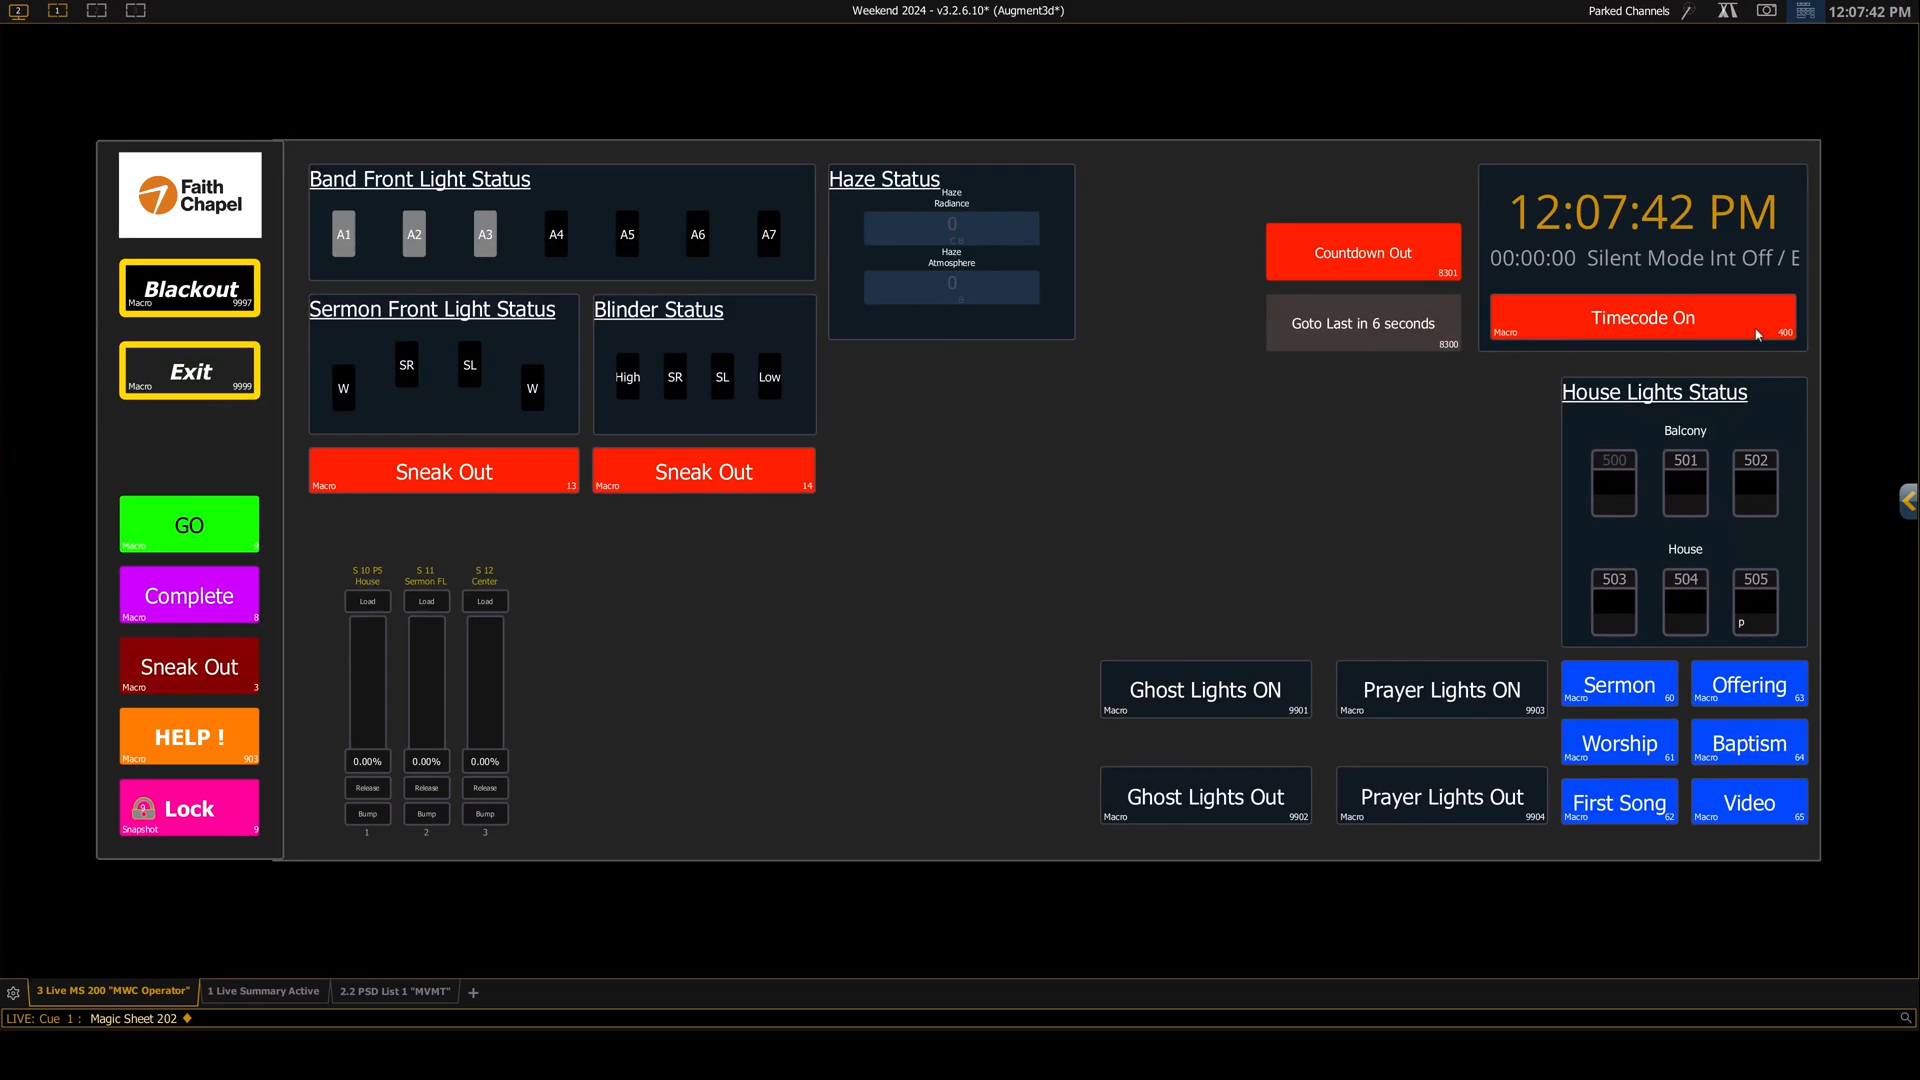 2 1
Weekend 2024 - v3.2.6.10* (Augment3d*)
Parked Channels
12:07:42 PM
Faith
Chapel
Blackout
Macro 9997
Exit
Macro 9999
GO
Macro 9
Complete
Macro 8
Sneak Out
Macro 3
HELP !
Macro 903
Lock
Snapshot 9
Band Front Light Status
A1 A2 A3 A4 A5 A6 A7
Sermon Front Light Status
W SR SL W
Sneak Out
Macro 13
Blinder Status
High SR SL Low
Sneak Out
Macro 14
Haze Status
Haze
Radiance
0
Haze
Atmosphere
0
Countdown Out
8301
Goto Last in 6 seconds
8300
12:07:42 PM
00:00:00 Silent Mode Int Off / E
Timecode On
Macro 400
House Lights Status
Balcony
500 501 502
House
503 504 505
p
S 10 P5 S 11 S 12
House Sermon FL Center
Load Load Load
0.00% 0.00% 0.00%
Release Release Release
Bump Bump Bump
1 2 3
Ghost Lights ON
Macro 9901
Prayer Lights ON
Macro 9903
Sermon
Macro 60
Offering
Macro 63
Worship
Macro 61
Baptism
Macro 64
Ghost Lights Out
Macro 9902
Prayer Lights Out
Macro 9904
First Song
Macro 62
Video
Macro 65
3 Live MS 200 "MWC Operator" 1 Live Summary Active 2.2 PSD List 1 "MVMT" +
LIVE: Cue 1 : Magic Sheet 202